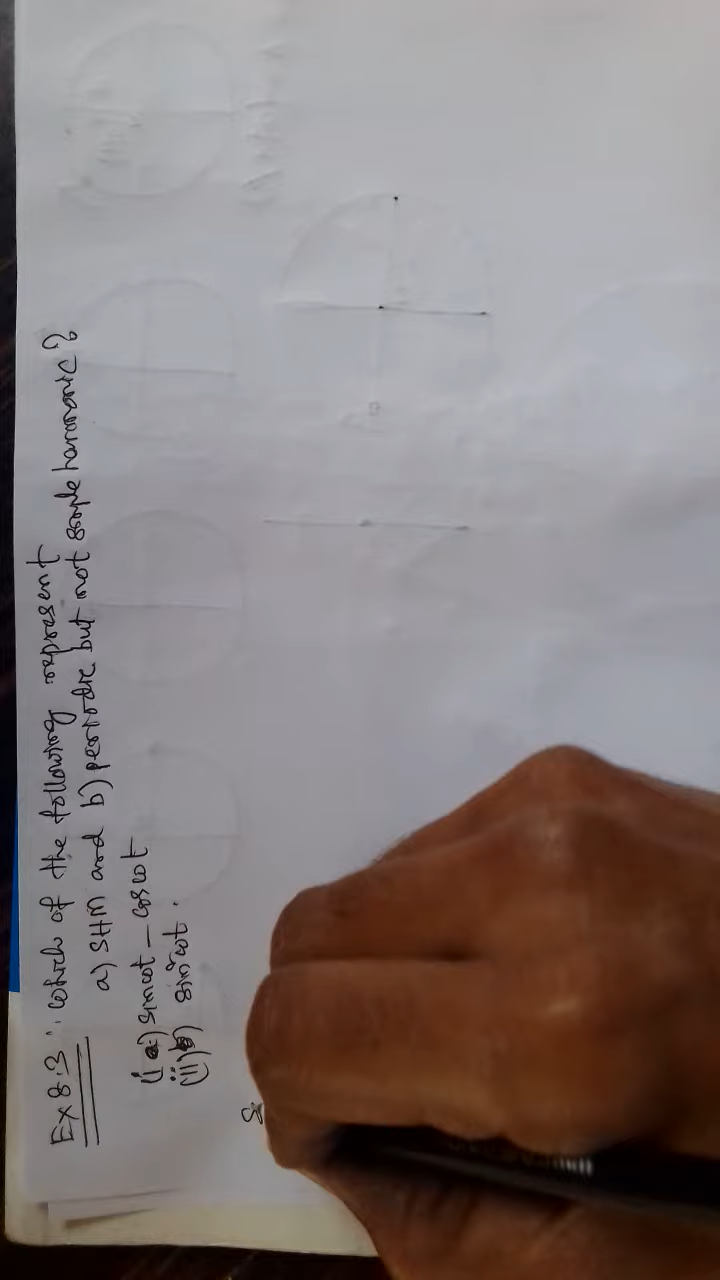 Ex 8.3 : Which of the following represent
a) SHM and b) periodic but not simple harmonic?
(i) sinωt – cosωt
(ii) sin²ωt.
S